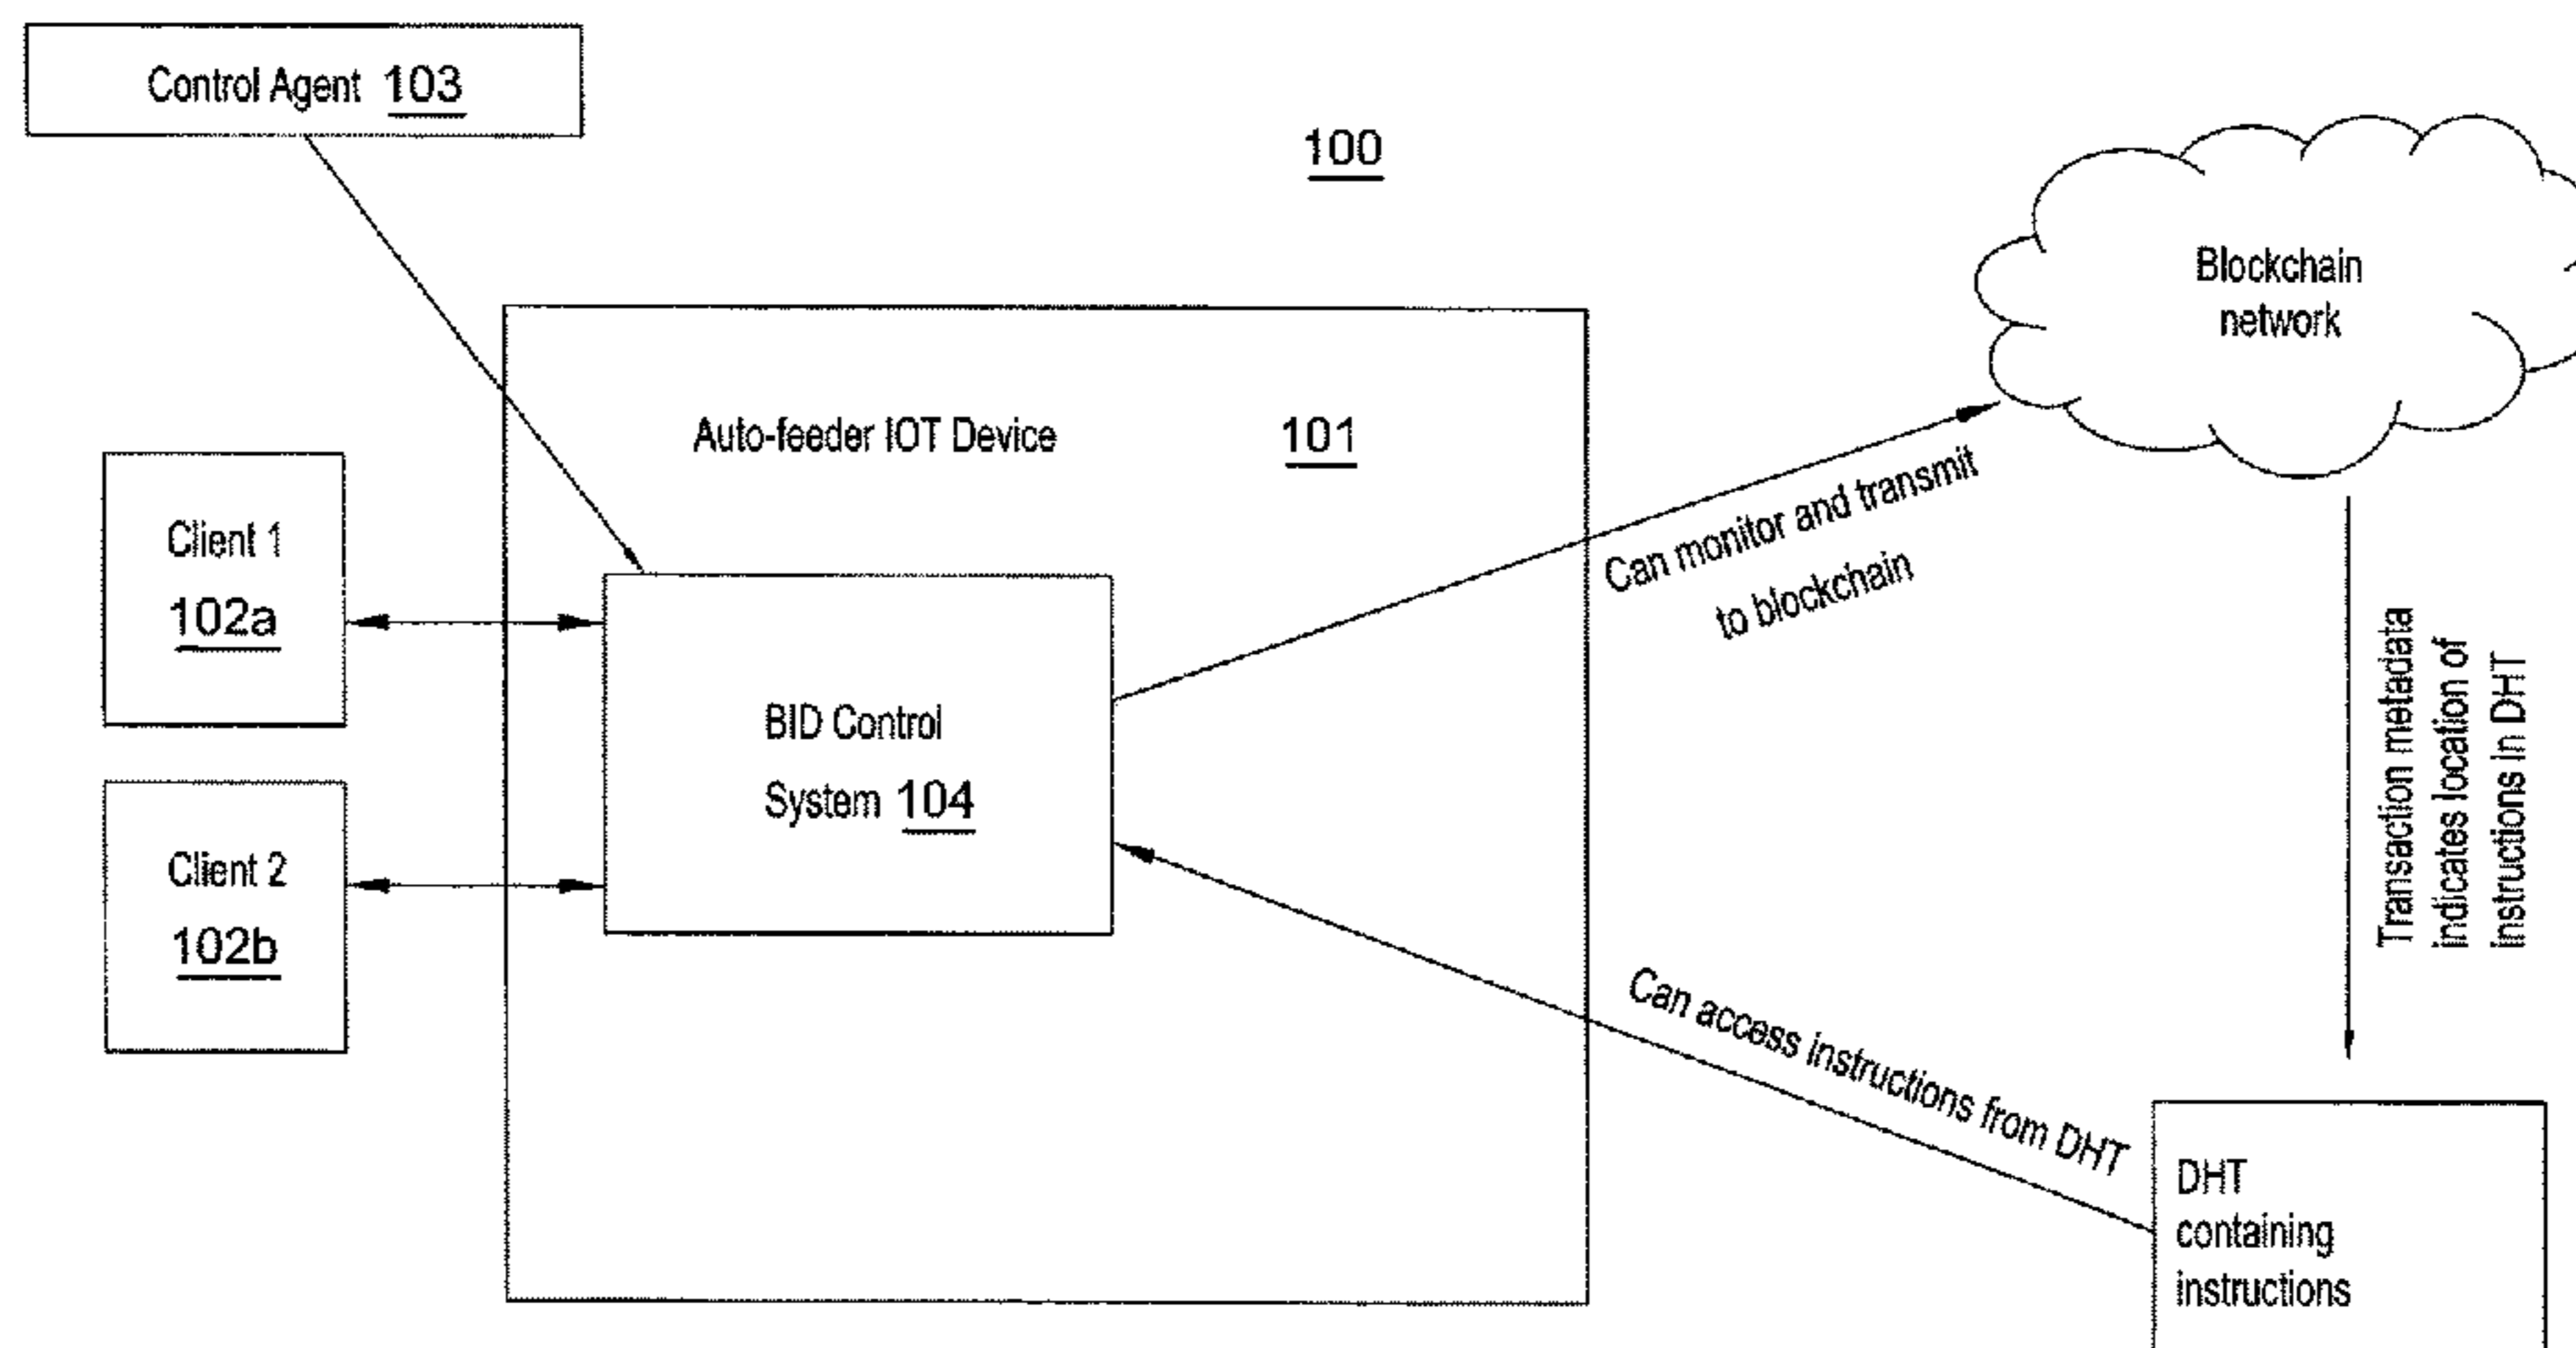 Control Agent 103
100
Blockchain
network
Auto-feeder IOT Device 101
Can monitor and transmit
to blockchain
Client 1
102a
BID Control
System 104
Client 2
102b
Transaction metadata
indicates location of
instructions in DHT
Can access instructions from DHT
DHT
containing
instructions